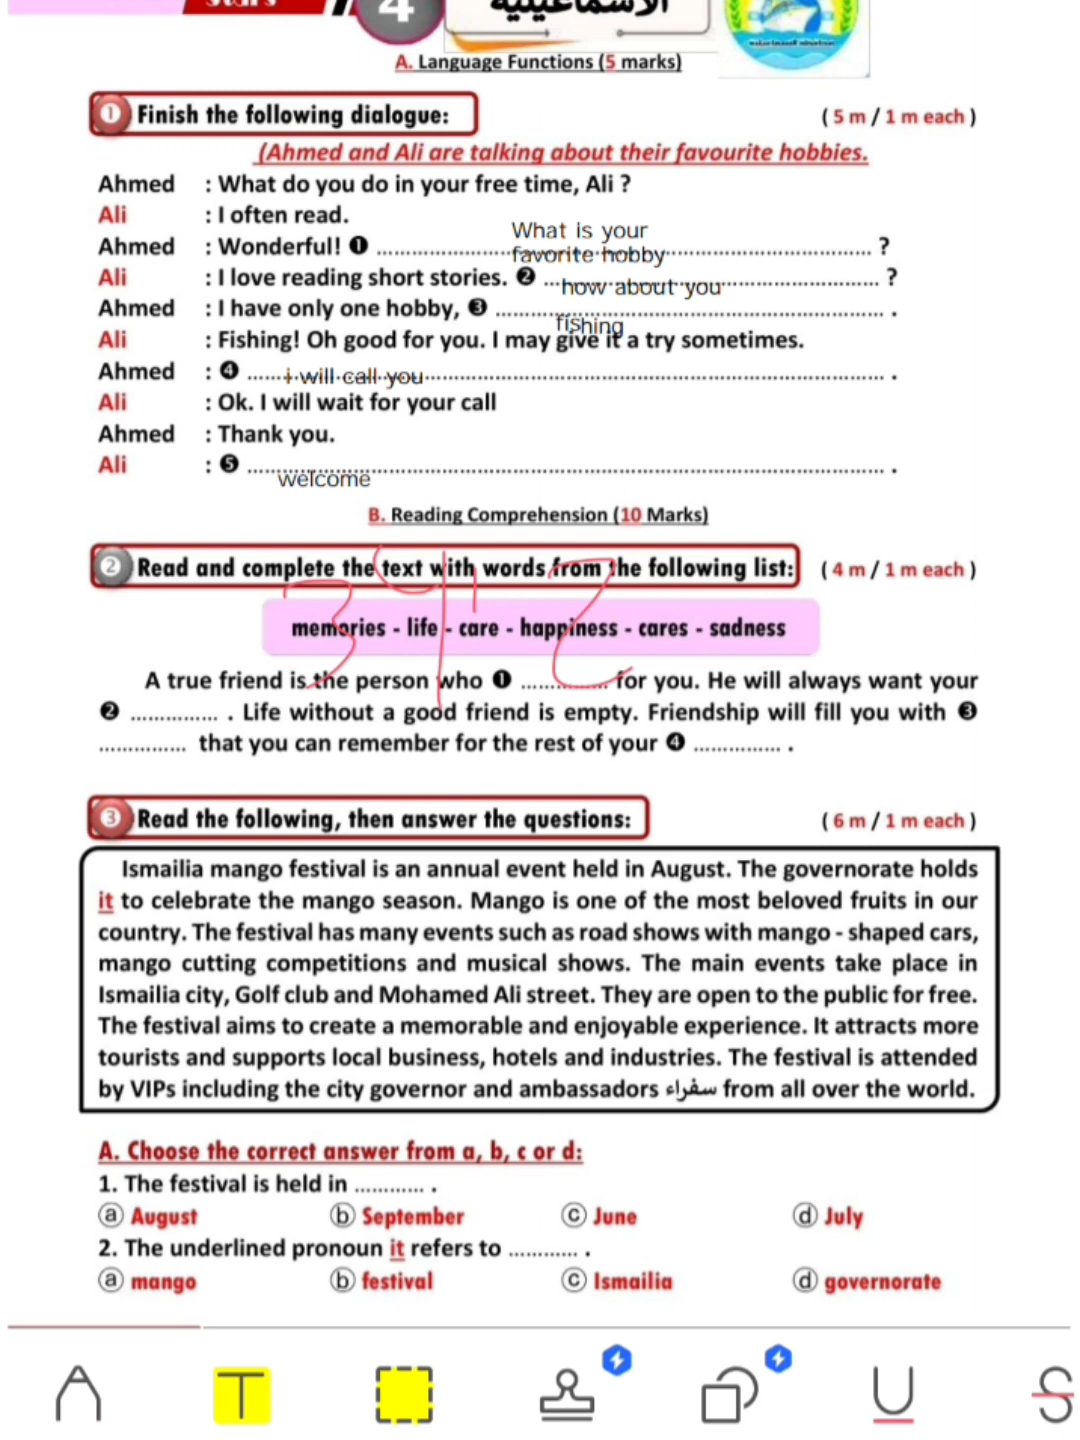 Stars
4
الاسماعيلية
A. Language Functions (5 marks)
1 Finish the following dialogue: ( 5 m / 1 m each )
(Ahmed and Ali are talking about their favourite hobbies.
Ahmed : What do you do in your free time, Ali ?
Ali : I often read.
What is your
Ahmed : Wonderful! ❶ .................... ?
favorite hobby
Ali : I love reading short stories. ❷ .................... ?
how about you
Ahmed : I have only one hobby, ❸ .................... .
fishing
Ali : Fishing! Oh good for you. I may give it a try sometimes.
Ahmed : ❹ ...... i will call you .................... .
Ali : Ok. I will wait for your call
Ahmed : Thank you.
Ali : ❺ .................... .
welcome
B. Reading Comprehension (10 Marks)
2 Read and complete the text with words from the following list: ( 4 m / 1 m each )
3 4 1 2
memories - life - care - happiness - cares - sadness
A true friend is the person who ❶ .............. for you. He will always want your
❷ .............. . Life without a good friend is empty. Friendship will fill you with ❸
.............. that you can remember for the rest of your ❹ .............. .
3 Read the following, then answer the questions: ( 6 m / 1 m each )
Ismailia mango festival is an annual event held in August. The governorate holds
it to celebrate the mango season. Mango is one of the most beloved fruits in our
country. The festival has many events such as road shows with mango - shaped cars,
mango cutting competitions and musical shows. The main events take place in
Ismailia city, Golf club and Mohamed Ali street. They are open to the public for free.
The festival aims to create a memorable and enjoyable experience. It attracts more
tourists and supports local business, hotels and industries. The festival is attended
by VIPs including the city governor and ambassadors سفراء from all over the world.
A. Choose the correct answer from a, b, c or d:
1. The festival is held in ............ .
ⓐ August ⓑ September ⓒ June ⓓ July
2. The underlined pronoun it refers to ............ .
ⓐ mango ⓑ festival ⓒ Ismailia ⓓ governorate
A T U S